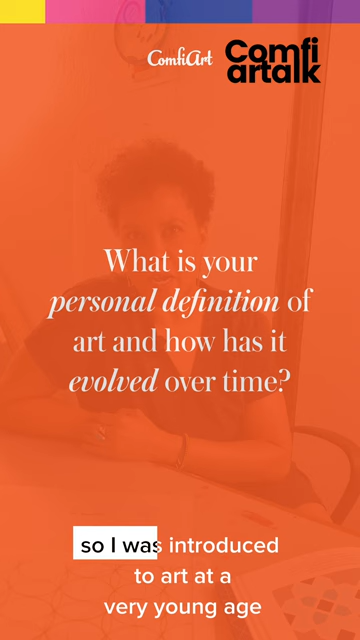 ComfiArt
Comfi
artalk
What is your
personal definition of
art and how has it
evolved over time?
so I was introduced
to art at a
very young age